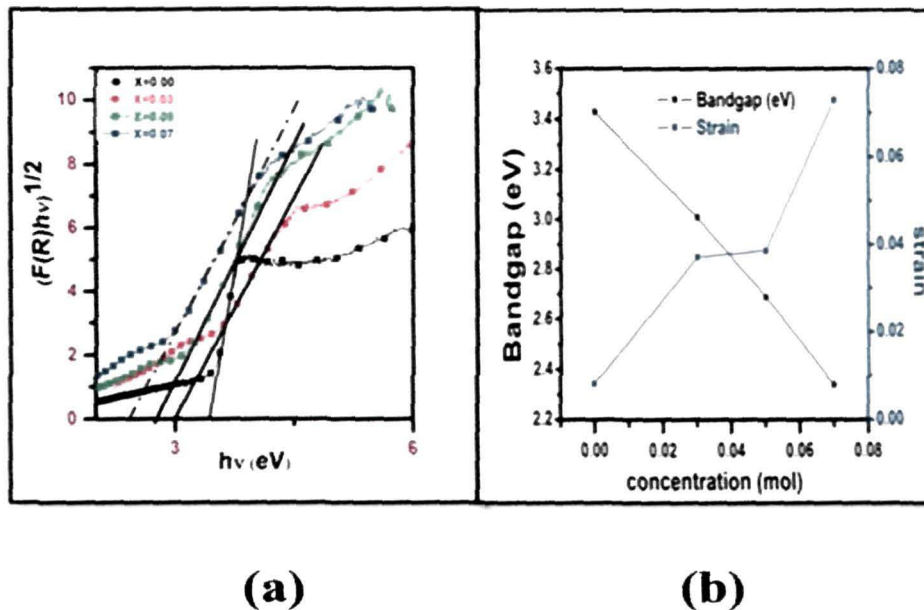 X=0.00
X=0.03
X=0.07
(F(R)hν)^1/2
10
8
6
4
2
0
3
6
hν (eV)
Bandgap (eV)
Strain
Bandgap (eV)
3.6
3.4
3.2
3.0
2.8
2.6
2.4
2.2
0.00
0.02
0.04
0.06
0.08
concentration (mol)
0.08
0.06
0.04
0.02
0.00
strain
(a)
(b)